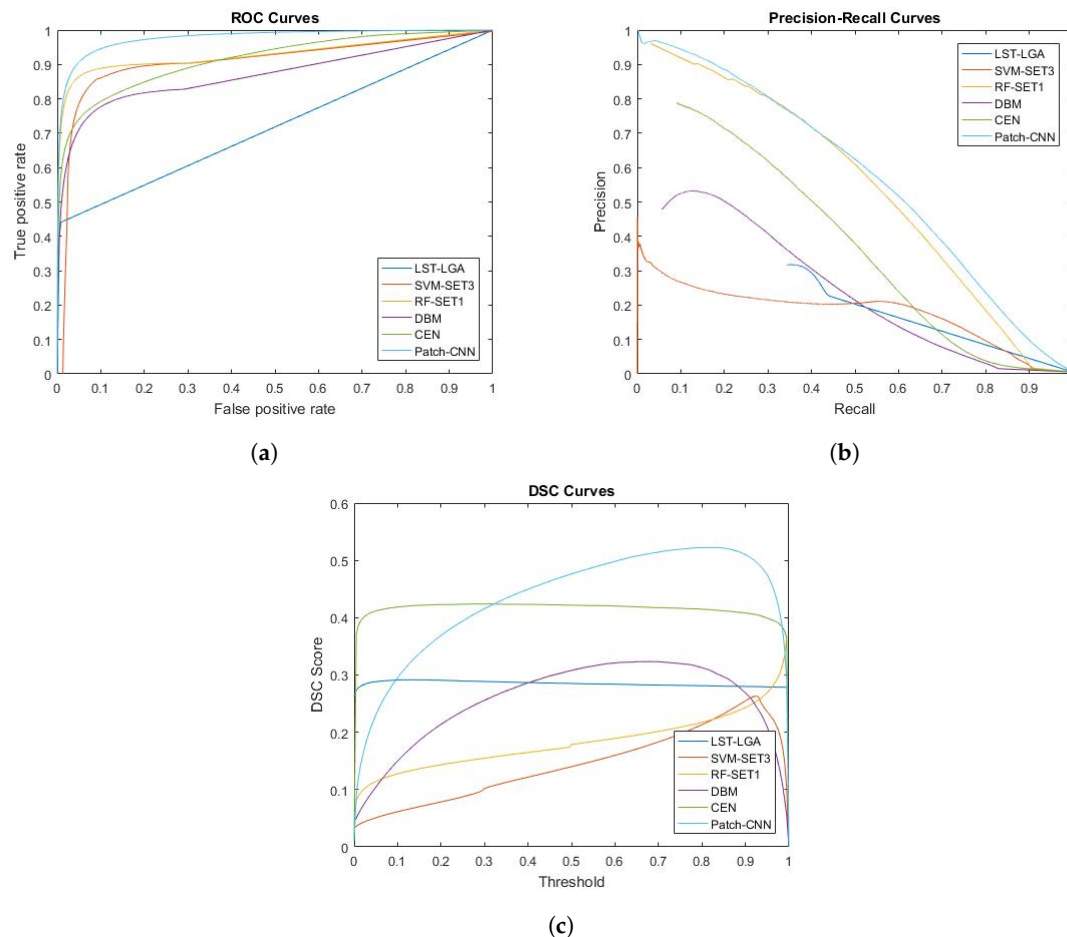 ROC Curves
1
0.9
0.8
0.7
0.6
0.5
0.4
0.3
0.2
0.1
0
True positive rate
LST-LGA
SVM-SET3
RF-SET1
DBM
CEN
Patch-CNN
0 0.1 0.2 0.3 0.4 0.5 0.6 0.7 0.8 0.9 1
False positive rate
(a)
Precision-Recall Curves
1
0.9
0.8
0.7
0.6
0.5
0.4
0.3
0.2
0.1
0
Precision
LST-LGA
SVM-SET3
RF-SET1
DBM
CEN
Patch-CNN
0 0.1 0.2 0.3 0.4 0.5 0.6 0.7 0.8 0.9
Recall
(b)
DSC Curves
0.6
0.5
0.4
0.3
0.2
0.1
0
DSC Score
LST-LGA
SVM-SET3
RF-SET1
DBM
CEN
Patch-CNN
0 0.1 0.2 0.3 0.4 0.5 0.6 0.7 0.8 0.9 1
Threshold
(c)